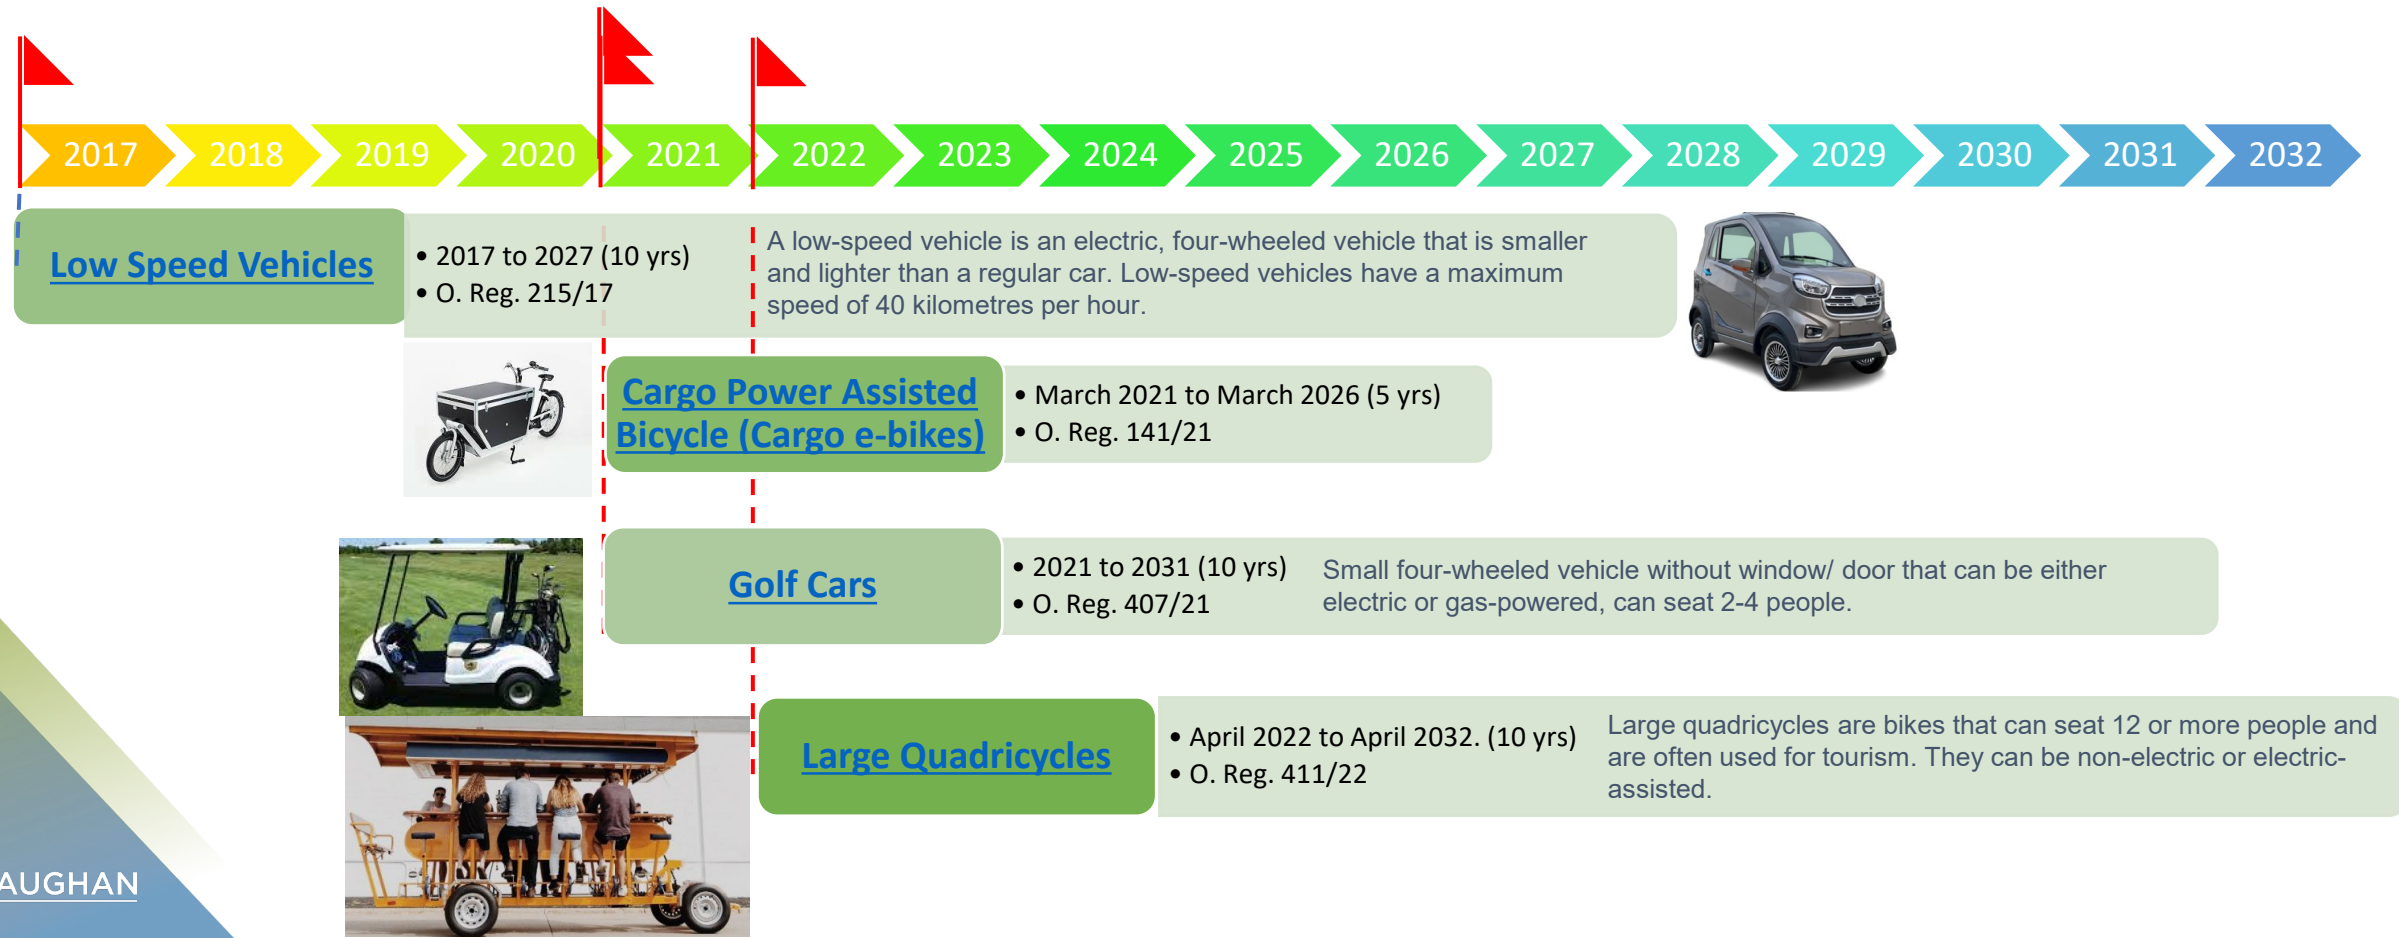 2017 2018 2019 2020 2021 2022 2023 2024 2025 2026 2027 2028 2029 2030 2031 2032
Low Speed Vehicles
• 2017 to 2027 (10 yrs)
• O. Reg. 215/17
A low-speed vehicle is an electric, four-wheeled vehicle that is smaller
and lighter than a regular car. Low-speed vehicles have a maximum
speed of 40 kilometres per hour.
Cargo Power Assisted
Bicycle (Cargo e-bikes)
• March 2021 to March 2026 (5 yrs)
• O. Reg. 141/21
Golf Cars
• 2021 to 2031 (10 yrs)
• O. Reg. 407/21
Small four-wheeled vehicle without window/ door that can be either
electric or gas-powered, can seat 2-4 people.
Large Quadricycles
• April 2022 to April 2032. (10 yrs)
• O. Reg. 411/22
Large quadricycles are bikes that can seat 12 or more people and
are often used for tourism. They can be non-electric or electric-
assisted.
AUGHAN